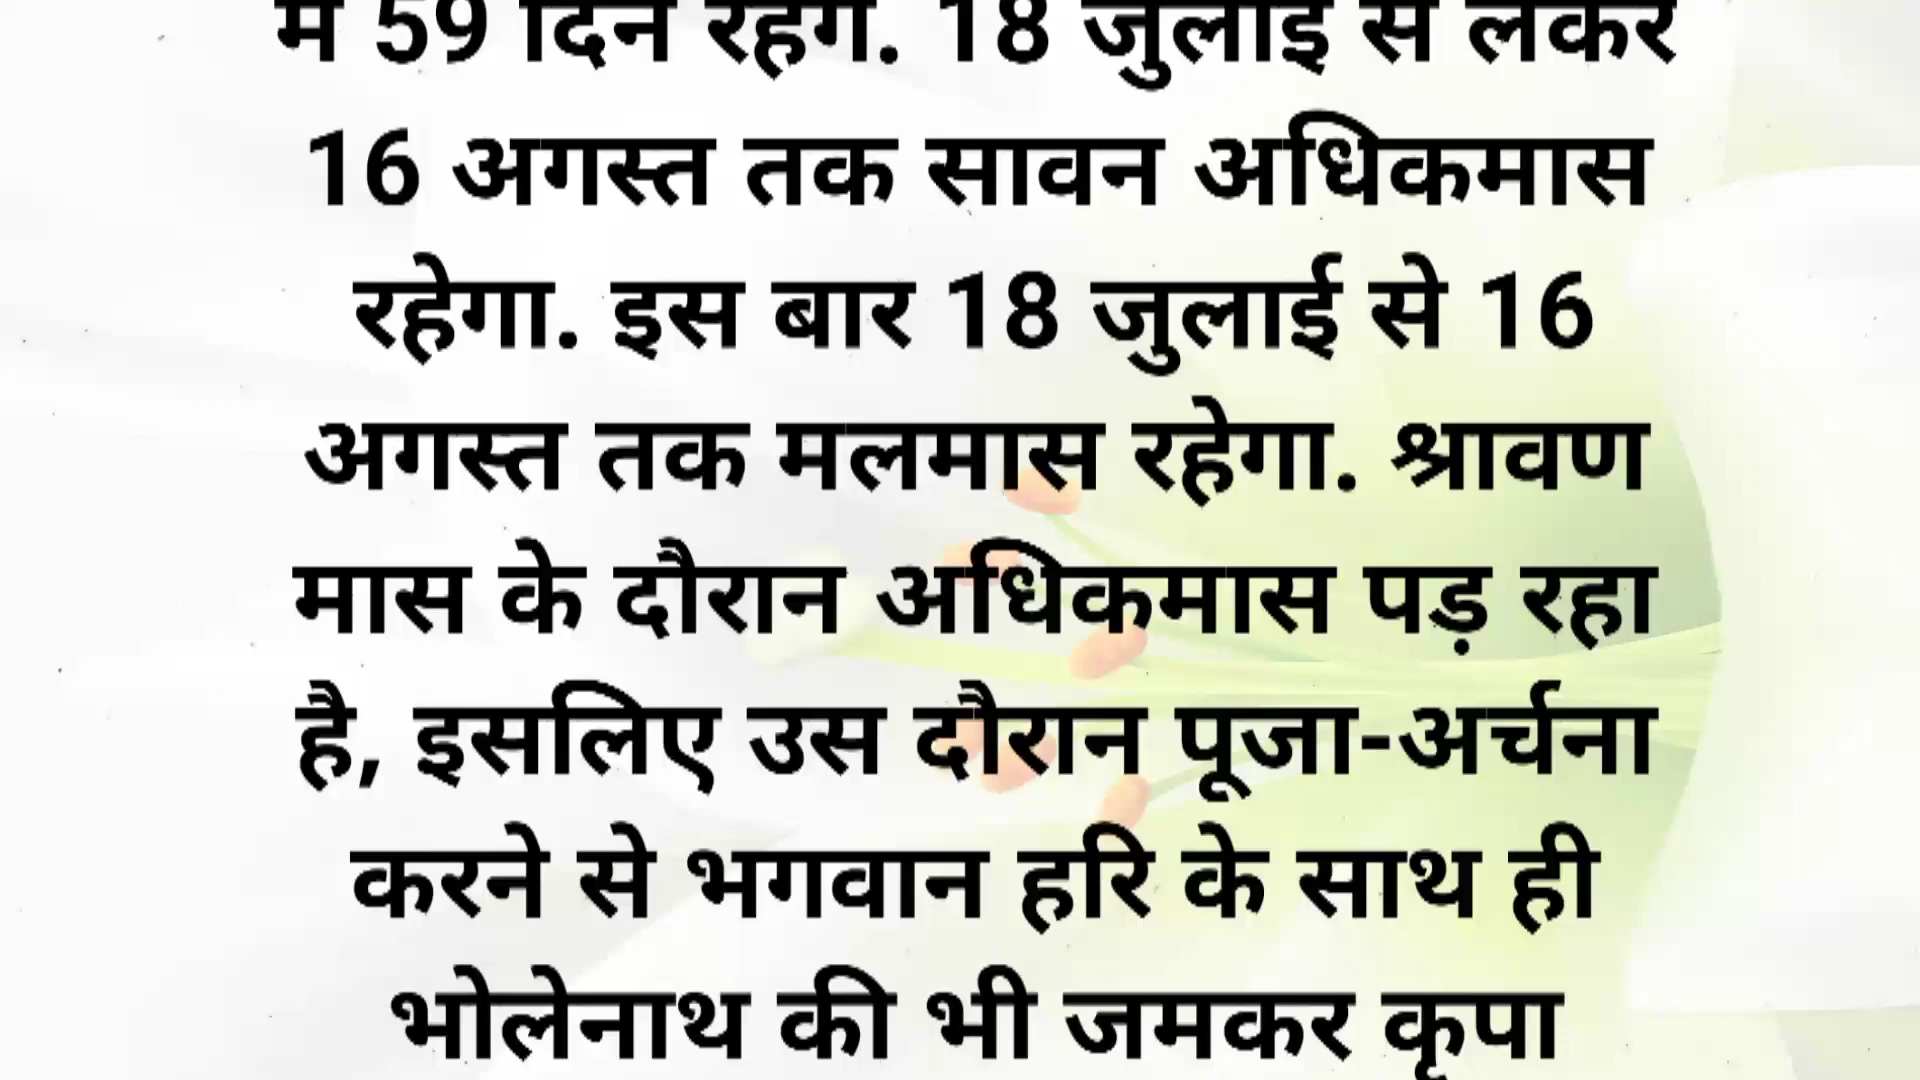 में 59 दिन रहेंगे. 18 जुलाई से लेकर
16 अगस्त तक सावन अधिकमास
रहेगा. इस बार 18 जुलाई से 16
अगस्त तक मलमास रहेगा. श्रावण
मास के दौरान अधिकमास पड़ रहा
है, इसलिए उस दौरान पूजा-अर्चना
करने से भगवान हरि के साथ ही
भोलेनाथ की भी जमकर कृपा